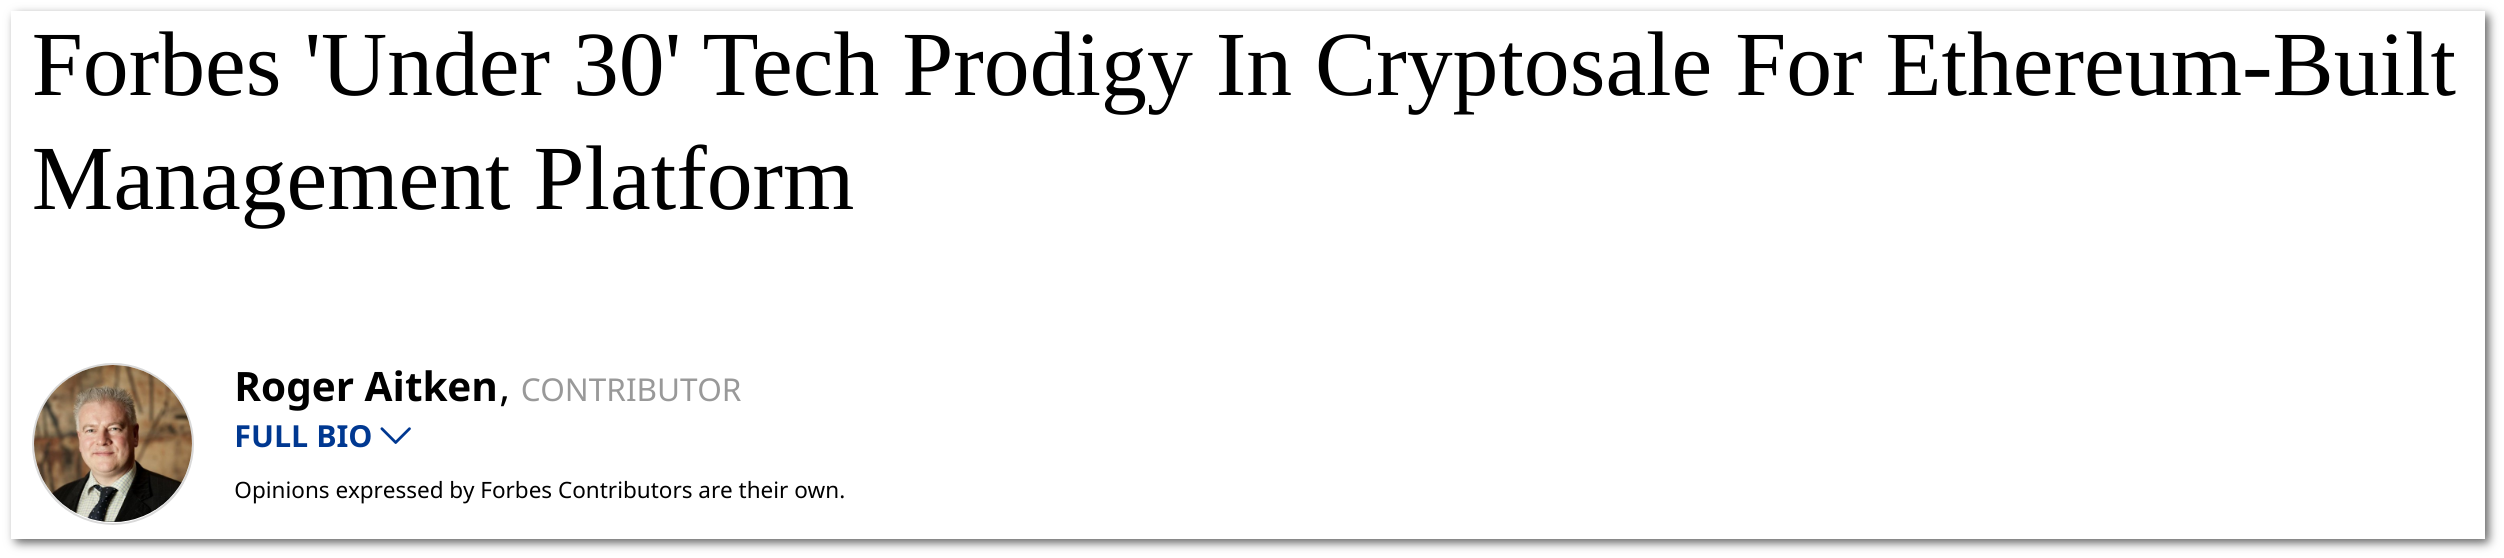 Forbes 'Under 30' Tech Prodigy In Cryptosale For Ethereum-Built
Management Platform
Roger Aitken, CONTRIBUTOR
FULL BIO
Opinions expressed by Forbes Contributors are their own.